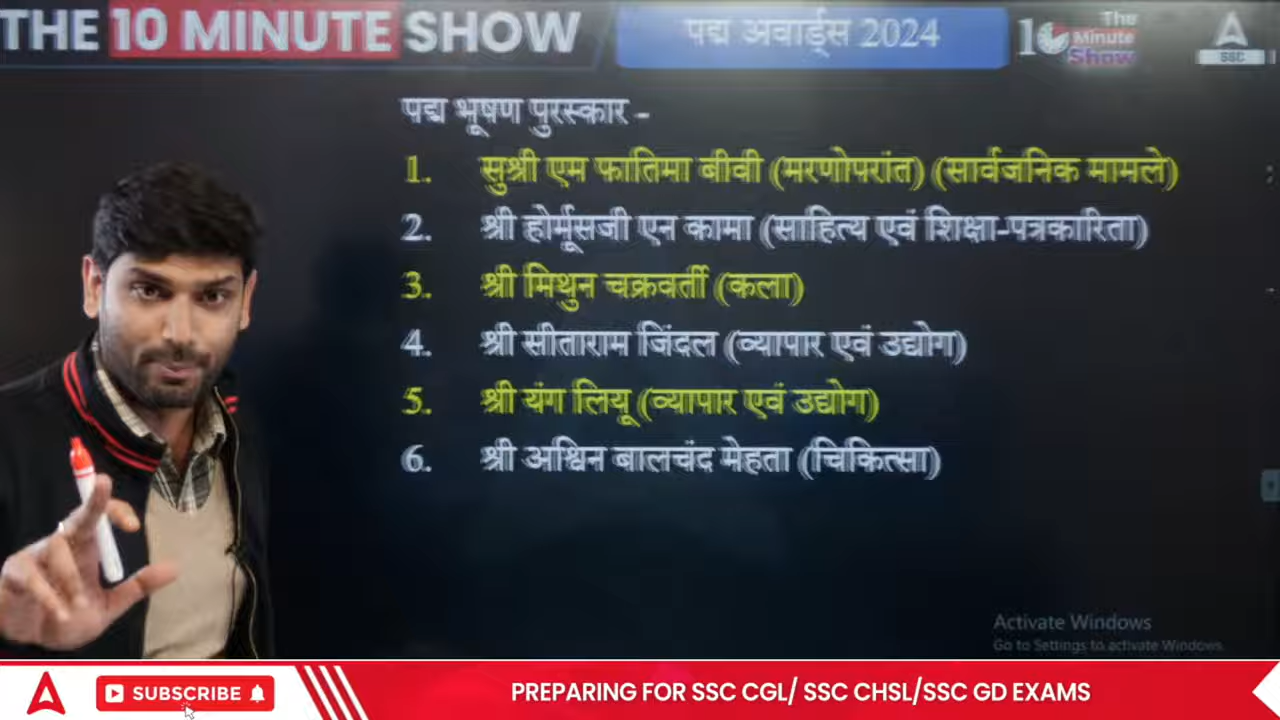 THE 10 MINUTE SHOW
पद्म अवार्ड्स 2024
10 The Minute Show
SSC
पद्म भूषण पुरस्कार -
1. सुश्री एम फातिमा बीवी (मरणोपरांत) (सार्वजनिक मामले)
2. श्री होर्मूसजी एन कामा (साहित्य एवं शिक्षा-पत्रकारिता)
3. श्री मिथुन चक्रवर्ती (कला)
4. श्री सीताराम जिंदल (व्यापार एवं उद्योग)
5. श्री यंग लियू (व्यापार एवं उद्योग)
6. श्री अश्विन बालचंद मेहता (चिकित्सा)
Activate Windows
Go to Settings to activate Windows.
SUBSCRIBE
PREPARING FOR SSC CGL/ SSC CHSL/SSC GD EXAMS